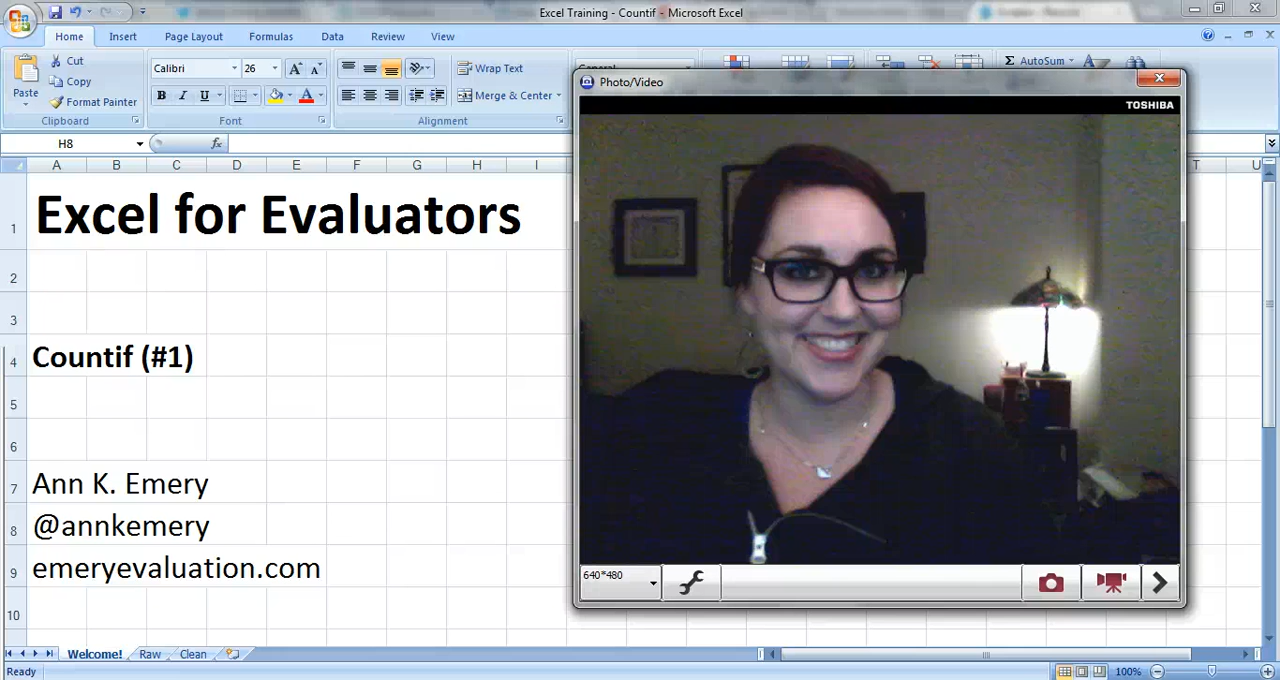 Excel Training - Countif - Microsoft Excel
Home Insert Page Layout Formulas Data Review View
Cut Calibri 26 Wrap Text General Σ AutoSum
Copy
Paste Format Painter B I U Merge & Center
Clipboard Font Alignment
H8 fx
A B C D E F G H I T U
1 Excel for Evaluators
2
3
4 Countif (#1)
5
6
7 Ann K. Emery
8 @annkemery
9 emeryevaluation.com
10
Photo/Video
TOSHIBA
640*480
Welcome! Raw Clean
Ready 100%